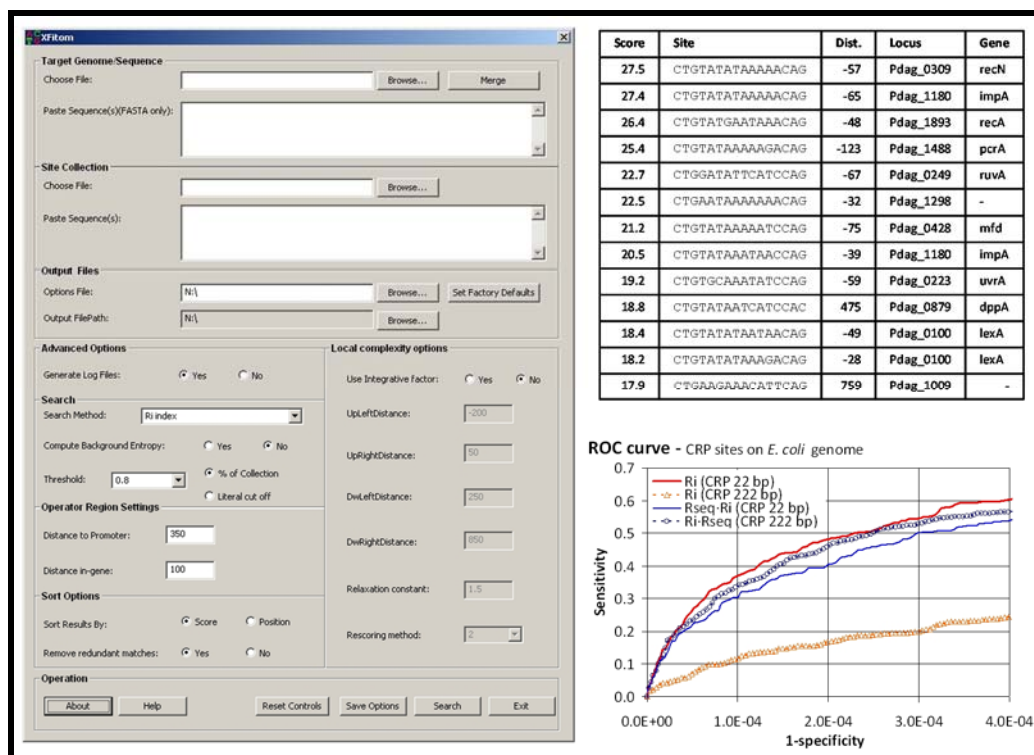 xFitom
Target Genome/Sequence
Choose File: Browse... Merge
Paste Sequence(s)(FASTA only):
Site Collection
Choose File: Browse...
Paste Sequence(s):
Output Files
Options File: N:\ Browse... Set Factory Defaults
Output FilePath: N:\ Browse...
Advanced Options
Generate Log Files: Yes No
Search
Search Method: Ri index
Compute Background Entropy: Yes No
Threshold: 0.8 % of Collection
Literal cut off
Operator Region Settings
Distance to Promoter: 350
Distance in-gene: 100
Sort Options
Sort Results By: Score Position
Remove redundant matches: Yes No
Local complexity options
Use Integrative factor: Yes No
UpLeftDistance: -200
UpRightDistance: 50
DwLeftDistance: 250
DwRightDistance: 850
Relaxation constant: 1.5
Rescoring method: 2
Operation
About Help Reset Controls Save Options Search Exit
Score Site Dist. Locus Gene
27.5 CTGTATATAAAAACAG -57 Pdag_0309 recN
27.4 CTGTATATAAAAACAG -65 Pdag_1180 impA
26.4 CTGTATGAATAAACAG -48 Pdag_1893 recA
25.4 CTGTATAAAAAGACAG -123 Pdag_1488 pcrA
22.7 CTGGATATTCATCCAG -67 Pdag_0249 ruvA
22.5 CTGAATAAAAAAACAG -32 Pdag_1298 -
21.2 CTGTATAAAAATCCAG -75 Pdag_0428 mfd
20.5 CTGTATAAATAACCAG -39 Pdag_1180 impA
19.2 CTGTGCAAATATCCAG -59 Pdag_0223 uvrA
18.8 CTGTATAATCATCCAC 475 Pdag_0879 dppA
18.4 CTGTATATAATAACAG -49 Pdag_0100 lexA
18.2 CTGTATATAAAGACAG -28 Pdag_0100 lexA
17.9 CTGAAGAAACATTCAG 759 Pdag_1009 -
ROC curve - CRP sites on E. coli genome
0.7
0.6
0.5
0.4
0.3
0.2
0.1
0.0
Sensitivity
Ri (CRP 22 bp)
Ri (CRP 222 bp)
Rseq·Ri (CRP 22 bp)
Ri·Rseq (CRP 222 bp)
0.0E+00 1.0E-04 2.0E-04 3.0E-04 4.0E-04
1-specificity